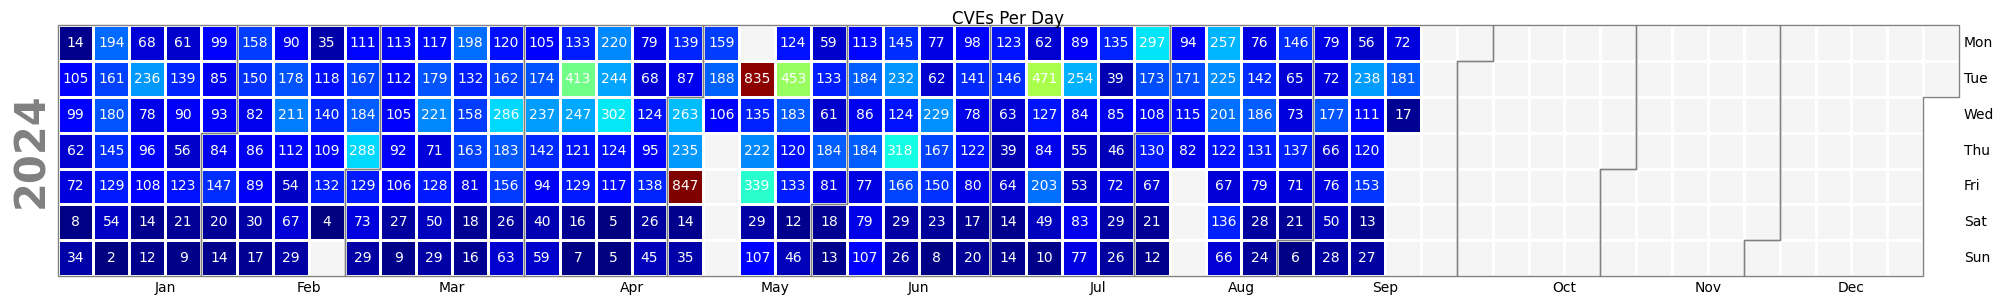 CVEs Per Day
14 194 68 61 99 158 90 35 111 113 117 198 120 105 133 220 79 139 159 124 59 113 145 77 98 123 62 89 135 297 94 257 76 146 79 56 72 Mon
105 161 236 139 85 150 178 118 167 112 179 132 162 174 413 244 68 87 188 835 453 133 184 232 62 141 146 471 254 39 173 171 225 142 65 72 238 181 Tue
99 180 78 90 93 82 211 140 184 105 221 158 286 237 247 302 124 263 106 135 183 61 86 124 229 78 63 127 84 85 108 115 201 186 73 177 111 17 Wed
62 145 96 56 84 86 112 109 288 92 71 163 183 142 121 124 95 235 222 120 184 184 318 167 122 39 84 55 46 130 82 122 131 137 66 120 Thu
72 129 108 123 147 89 54 132 129 106 128 81 156 94 129 117 138 847 339 133 81 77 166 150 80 64 203 53 72 67 67 79 71 76 153 Fri
8 54 14 21 20 30 67 4 73 27 50 18 26 40 16 5 26 14 29 12 18 79 29 23 17 14 49 83 29 21 136 28 21 50 13 Sat
34 2 12 9 14 17 29 29 9 29 16 63 59 7 5 45 35 107 46 13 107 26 8 20 14 10 77 26 12 66 24 6 28 27 Sun
2024
Jan Feb Mar Apr May Jun Jul Aug Sep Oct Nov Dec